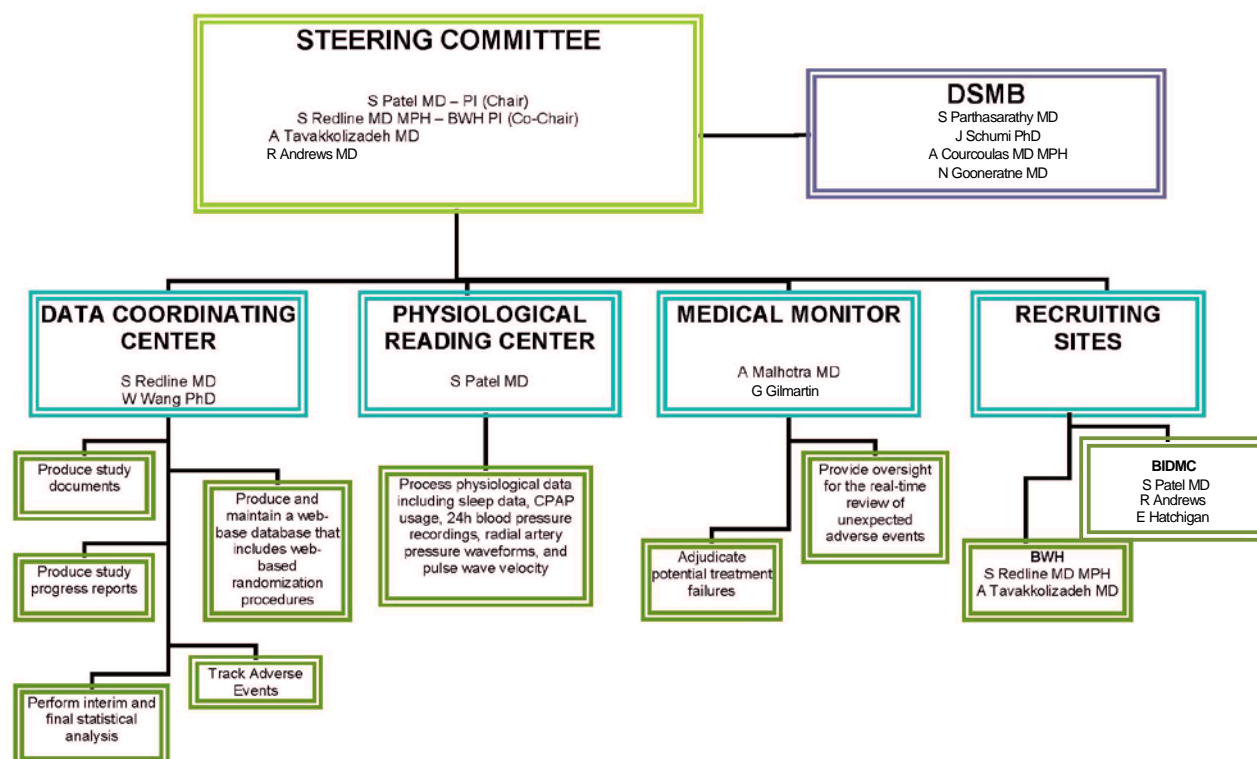 STEERING COMMITTEE
S Patel MD – PI (Chair)
S Redline MD MPH – BWH PI (Co-Chair)
A Tavakkolizadeh MD
R Andrews MD
DSMB
S Parthasarathy MD
J Schumi PhD
A Courcoulas MD MPH
N Gooneratne MD
DATA COORDINATING
CENTER
S Redline MD
W Wang PhD
PHYSIOLOGICAL
READING CENTER
S Patel MD
MEDICAL MONITOR
A Malhotra MD
G Gilmartin
RECRUITING
SITES
Produce study
documents
Produce and
maintain a web-
base database that
includes web-
based
randomization
procedures
Produce study
progress reports
Track Adverse
Events
Perform interim and
final statistical
analysis
Process physiological data
including sleep data, CPAP
usage, 24h blood pressure
recordings, radial artery
pressure waveforms, and
pulse wave velocity
Adjudicate
potential treatment
failures
Provide oversight
for the real-time
review of
unexpected
adverse events
BIDMC
S Patel MD
R Andrews
E Hatchigan
BWH
S Redline MD MPH
A Tavakkolizadeh MD